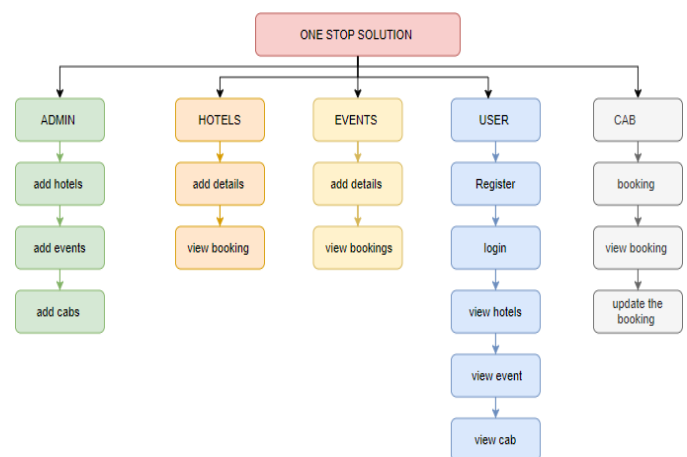 ONE STOP SOLUTION
ADMIN
HOTELS
EVENTS
USER
CAB
add hotels
add details
add details
Register
booking
add events
view booking
view bookings
login
view booking
add cabs
view hotels
update the
booking
view event
view cab